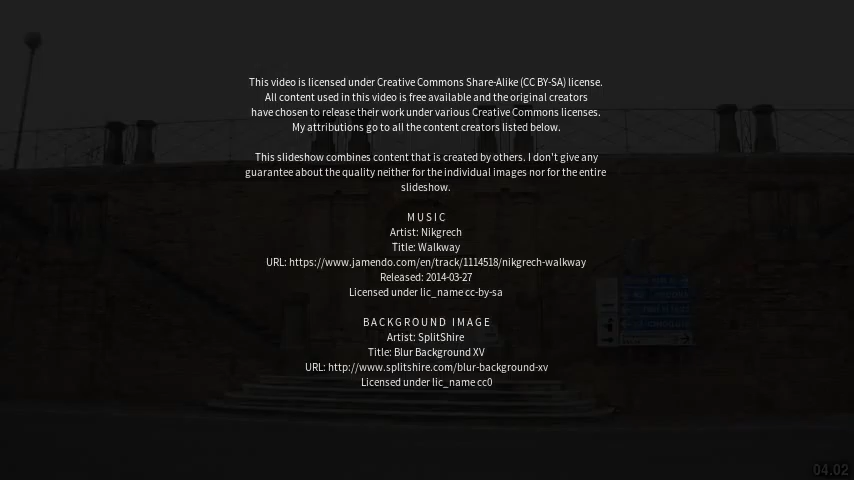 This video is licensed under Creative Commons Share-Alike (CC BY-SA) license.
All content used in this video is free available and the original creators
have chosen to release their work under various Creative Commons licenses.
My attributions go to all the content creators listed below.
This slideshow combines content that is created by others. I don't give any
guarantee about the quality neither for the individual images nor for the entire
slideshow.
MUSIC
Artist: Nikgrech
Title: Walkway
URL: https://www.jamendo.com/en/track/1114518/nikgrech-walkway
Released: 2014-03-27
Licensed under lic_name cc-by-sa
BACKGROUND IMAGE
Artist: SplitShire
Title: Blur Background XV
URL: http://www.splitshire.com/blur-background-xv
Licensed under lic_name cc0
04.02